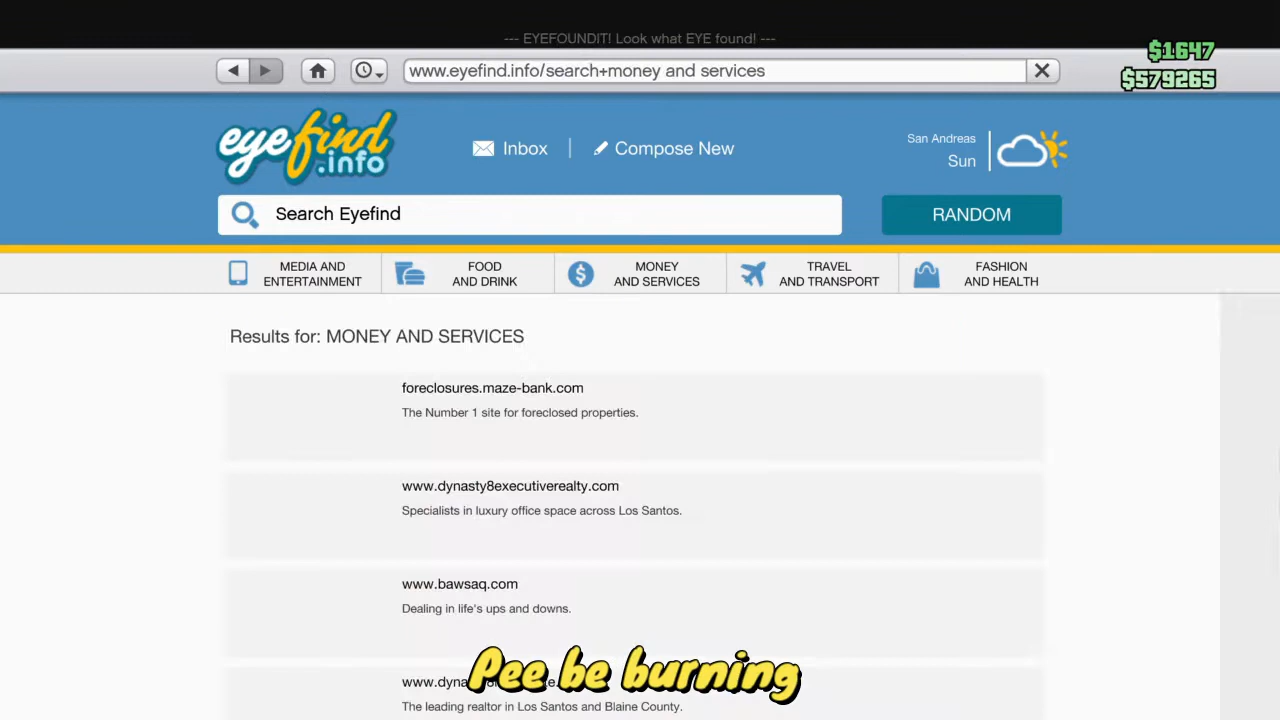 --- EYEFOUNDIT! Look what EYE found! ---
$1647
www.eyefind.info/search+money and services
$579265
eyefind.info
Inbox
Compose New
San Andreas
Sun
Search Eyefind
RANDOM
MEDIA AND
ENTERTAINMENT
FOOD
AND DRINK
MONEY
AND SERVICES
TRAVEL
AND TRANSPORT
FASHION
AND HEALTH
Results for: MONEY AND SERVICES
foreclosures.maze-bank.com
The Number 1 site for foreclosed properties.
www.dynasty8executiverealty.com
Specialists in luxury office space across Los Santos.
www.bawsaq.com
Dealing in life's ups and downs.
Pee be burning
The leading realtor in Los Santos and Blaine County.